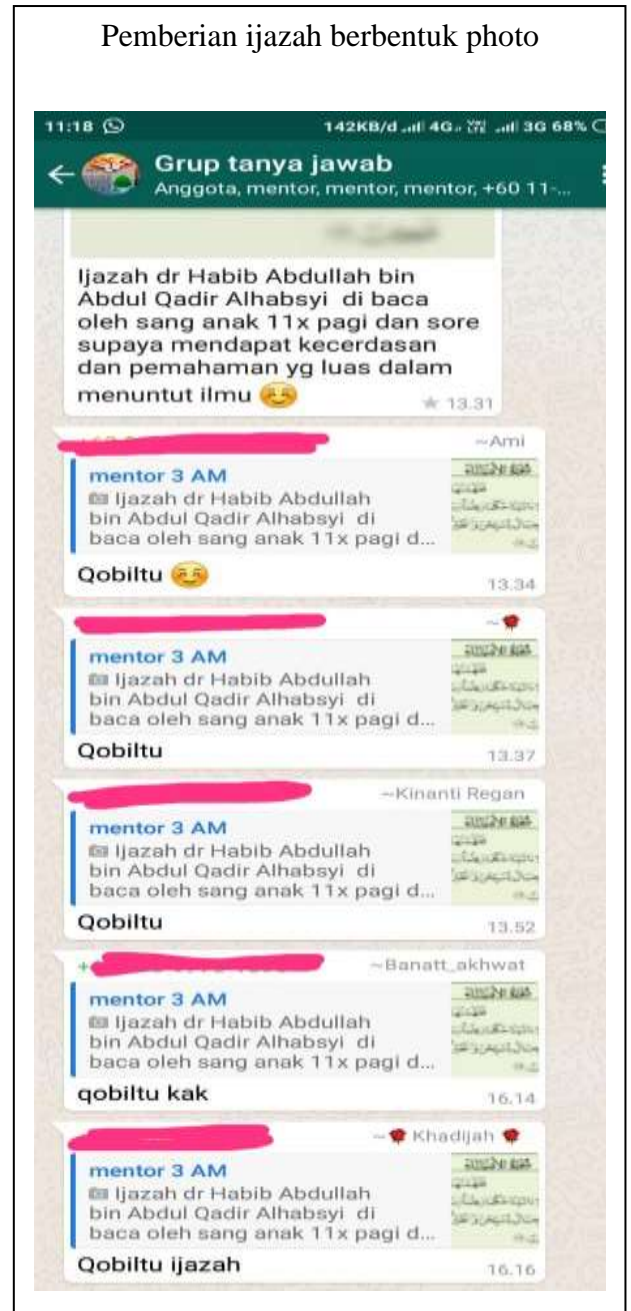 Pemberian ijazah berbentuk photo
11:18
142KB/d 4G 3G 68%
Grup tanya jawab
Anggota, mentor, mentor, mentor, +60 11-...
Ijazah dr Habib Abdullah bin
Abdul Qadir Alhabsyi di baca
oleh sang anak 11x pagi dan sore
supaya mendapat kecerdasan
dan pemahaman yg luas dalam
menuntut ilmu 😊
13.31
~Ami
mentor 3 AM
Ijazah dr Habib Abdullah
bin Abdul Qadir Alhabsyi di
baca oleh sang anak 11x pagi d...
Qobiltu 😊
13.34
~🌹
mentor 3 AM
Ijazah dr Habib Abdullah
bin Abdul Qadir Alhabsyi di
baca oleh sang anak 11x pagi d...
Qobiltu
13.37
~Kinanti Regan
mentor 3 AM
Ijazah dr Habib Abdullah
bin Abdul Qadir Alhabsyi di
baca oleh sang anak 11x pagi d...
Qobiltu
13.52
~Banatt_akhwat
mentor 3 AM
Ijazah dr Habib Abdullah
bin Abdul Qadir Alhabsyi di
baca oleh sang anak 11x pagi d...
qobiltu kak
16.14
~🌹 Khadijah 🌹
mentor 3 AM
Ijazah dr Habib Abdullah
bin Abdul Qadir Alhabsyi di
baca oleh sang anak 11x pagi d...
Qobiltu ijazah
16.16